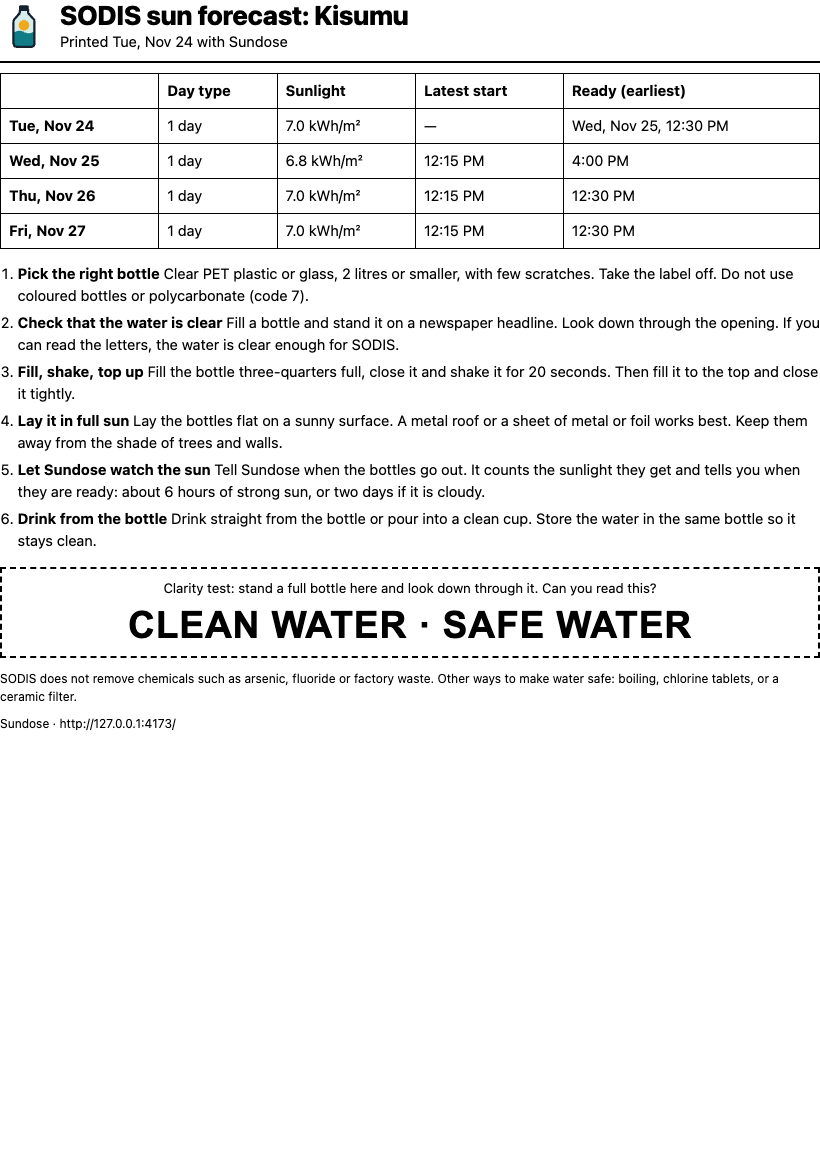 SODIS sun forecast: Kisumu
Printed Tue, Nov 24 with Sundose
Day type Sunlight Latest start Ready (earliest)
Tue, Nov 24 1 day 7.0 kWh/m² — Wed, Nov 25, 12:30 PM
Wed, Nov 25 1 day 6.8 kWh/m² 12:15 PM 4:00 PM
Thu, Nov 26 1 day 7.0 kWh/m² 12:15 PM 12:30 PM
Fri, Nov 27 1 day 7.0 kWh/m² 12:15 PM 12:30 PM
1. Pick the right bottle Clear PET plastic or glass, 2 litres or smaller, with few scratches. Take the label off. Do not use
coloured bottles or polycarbonate (code 7).
2. Check that the water is clear Fill a bottle and stand it on a newspaper headline. Look down through the opening. If you
can read the letters, the water is clear enough for SODIS.
3. Fill, shake, top up Fill the bottle three-quarters full, close it and shake it for 20 seconds. Then fill it to the top and close
it tightly.
4. Lay it in full sun Lay the bottles flat on a sunny surface. A metal roof or a sheet of metal or foil works best. Keep them
away from the shade of trees and walls.
5. Let Sundose watch the sun Tell Sundose when the bottles go out. It counts the sunlight they get and tells you when
they are ready: about 6 hours of strong sun, or two days if it is cloudy.
6. Drink from the bottle Drink straight from the bottle or pour into a clean cup. Store the water in the same bottle so it
stays clean.
Clarity test: stand a full bottle here and look down through it. Can you read this?
CLEAN WATER · SAFE WATER
SODIS does not remove chemicals such as arsenic, fluoride or factory waste. Other ways to make water safe: boiling, chlorine tablets, or a
ceramic filter.
Sundose · http://127.0.0.1:4173/